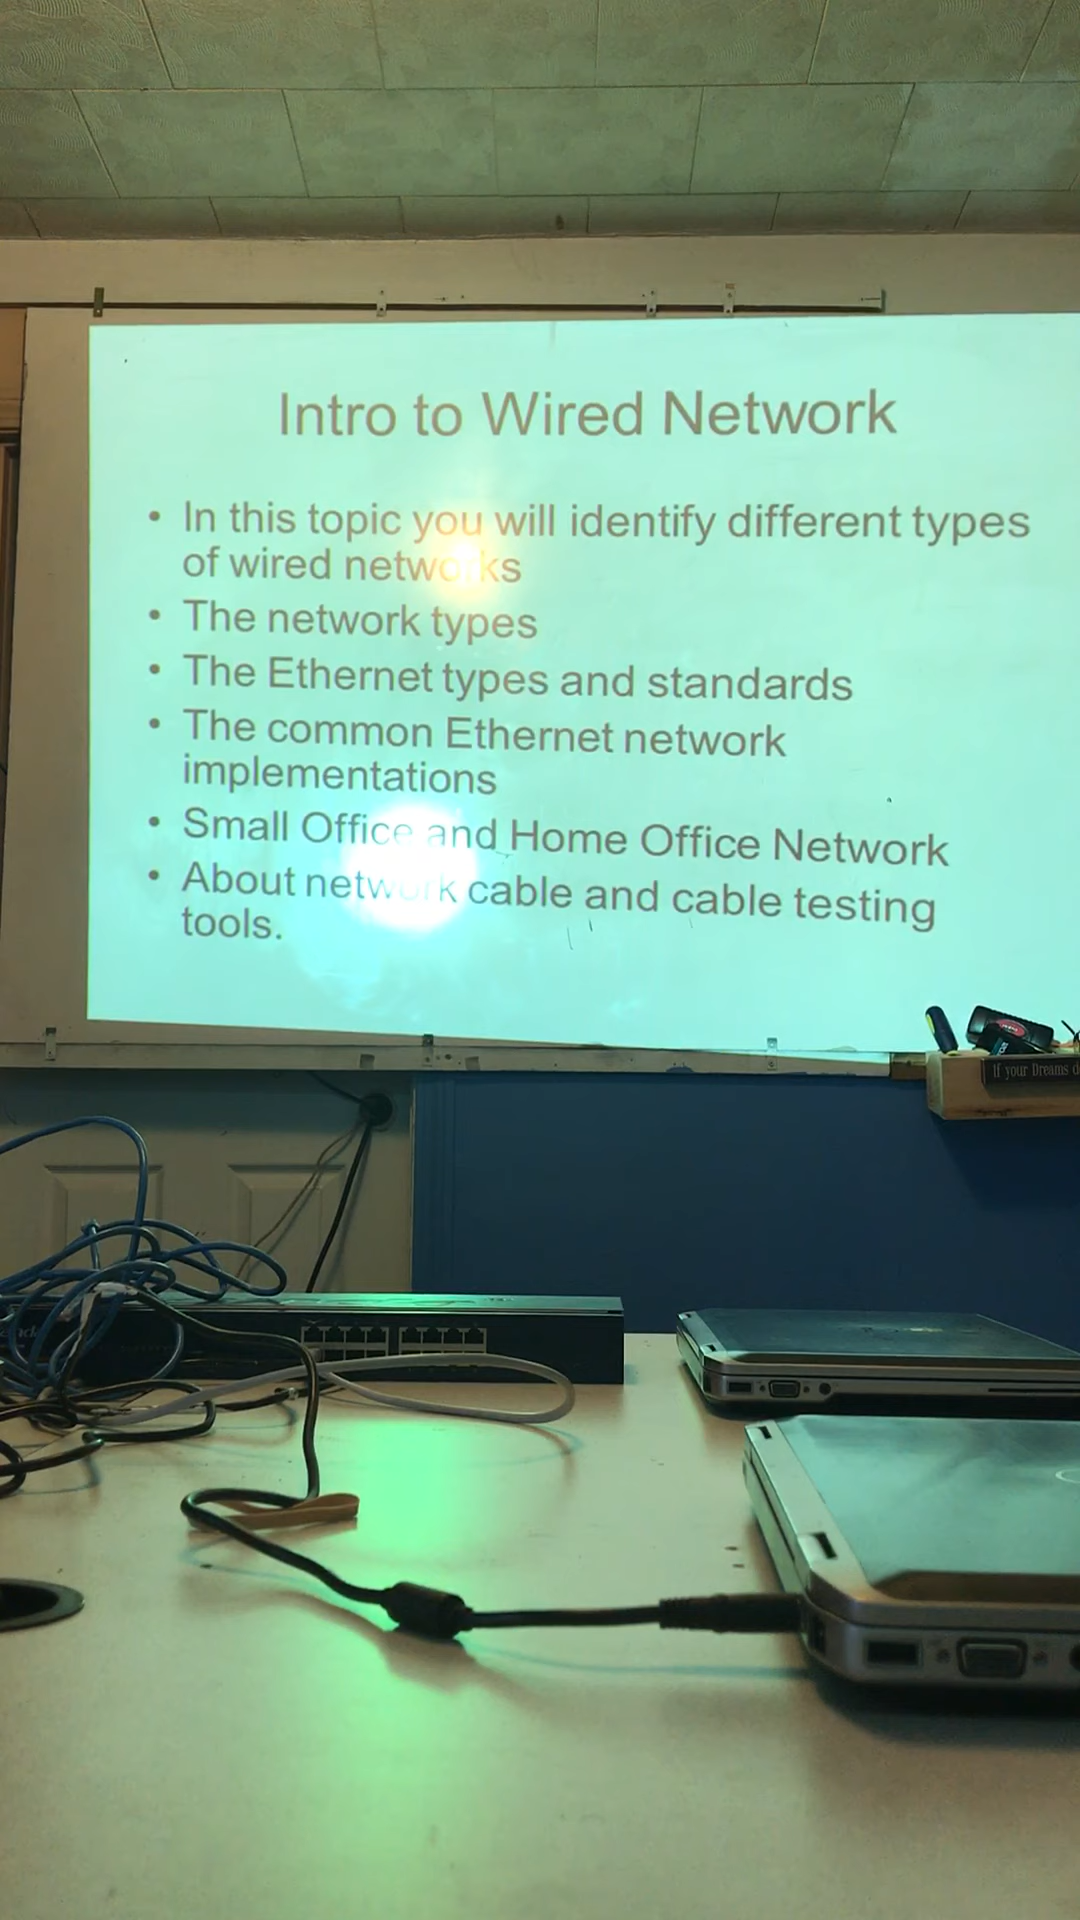 Intro to Wired Network
• In this topic you will identify different types
of wired networks
• The network types
• The Ethernet types and standards
• The common Ethernet network
implementations
• Small Office and Home Office Network
• About network cable and cable testing
tools.
If your Dreams d